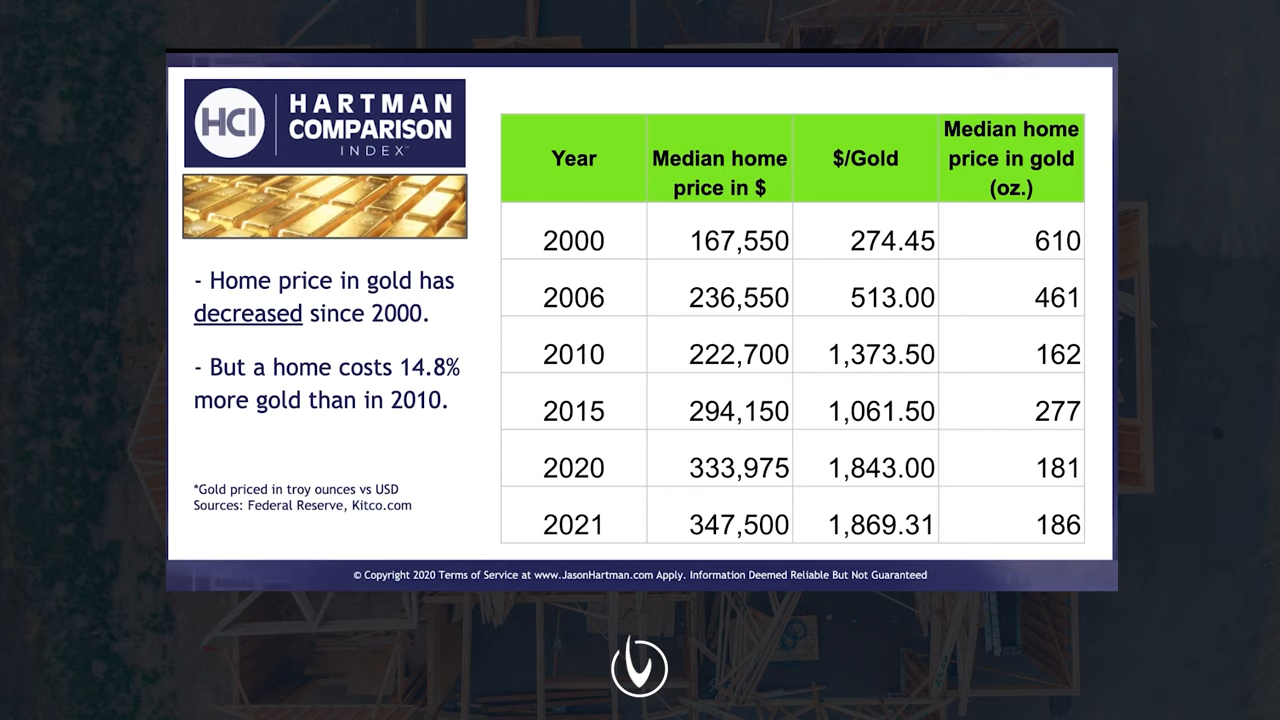 HCI
HARTMAN
COMPARISON
INDEX™
- Home price in gold has
decreased since 2000.
- But a home costs 14.8%
more gold than in 2010.
*Gold priced in troy ounces vs USD
Sources: Federal Reserve, Kitco.com
Year Median home price in $ $/Gold Median home price in gold (oz.)
2000 167,550 274.45 610
2006 236,550 513.00 461
2010 222,700 1,373.50 162
2015 294,150 1,061.50 277
2020 333,975 1,843.00 181
2021 347,500 1,869.31 186
© Copyright 2020 Terms of Service at www.JasonHartman.com Apply. Information Deemed Reliable But Not Guaranteed